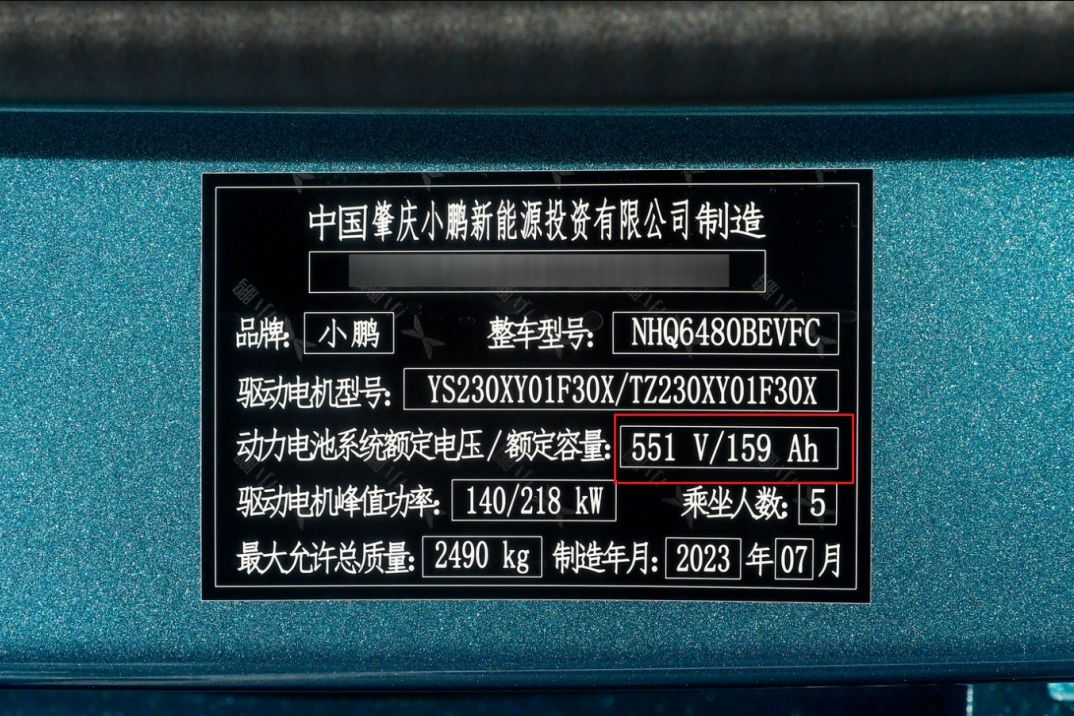 中国肇庆小鹏新能源投资有限公司制造
品牌: 小鹏 整车型号: NHQ6480BEVFC
驱动电机型号: YS230XY01F30X/TZ230XY01F30X
动力电池系统额定电压/额定容量: 551 V/159 Ah
驱动电机峰值功率: 140/218 kW 乘坐人数: 5
最大允许总质量: 2490 kg 制造年月: 2023 年 07 月